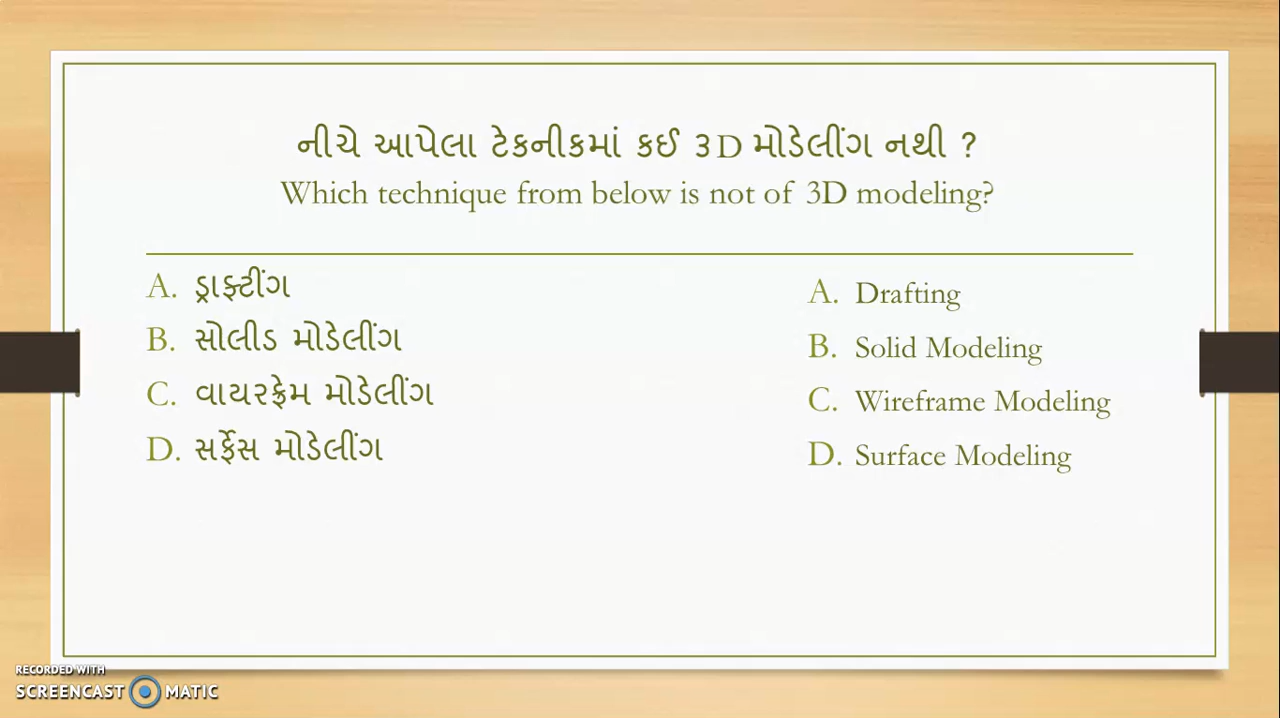 નીચે આપેલા ટેકનીકમાં કઈ ૩D મોડેલીંગ નથી ?
Which technique from below is not of 3D modeling?
A. ડ્રાફ્ટીંગ
B. સોલીડ મોડેલીંગ
C. વાયરફ્રેમ મોડેલીંગ
D. સર્ફેસ મોડેલીંગ
A. Drafting
B. Solid Modeling
C. Wireframe Modeling
D. Surface Modeling
RECORDED WITH
SCREENCAST MATIC